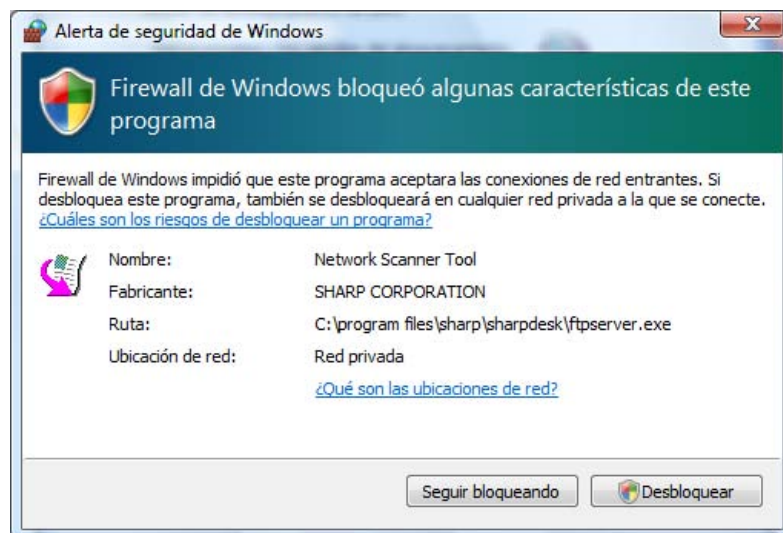 Alerta de seguridad de Windows
Firewall de Windows bloqueó algunas características de este
programa
Firewall de Windows impidió que este programa aceptara las conexiones de red entrantes. Si
desbloquea este programa, también se desbloqueará en cualquier red privada a la que se conecte.
¿Cuáles son los riesgos de desbloquear un programa?
Nombre: Network Scanner Tool
Fabricante: SHARP CORPORATION
Ruta: C:\program files\sharp\sharpdesk\ftpserver.exe
Ubicación de red: Red privada
¿Qué son las ubicaciones de red?
Seguir bloqueando Desbloquear